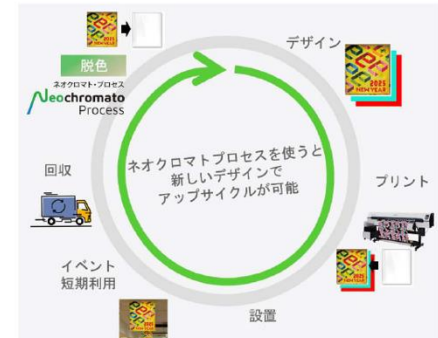 デザイン
2025
NEW YEAR
プリント
設置
イベント
短期利用
回収
脱色
ネオクロマト・プロセス
Neochromato
Process
ネオクロマトプロセスを使うと
新しいデザインで
アップサイクルが可能